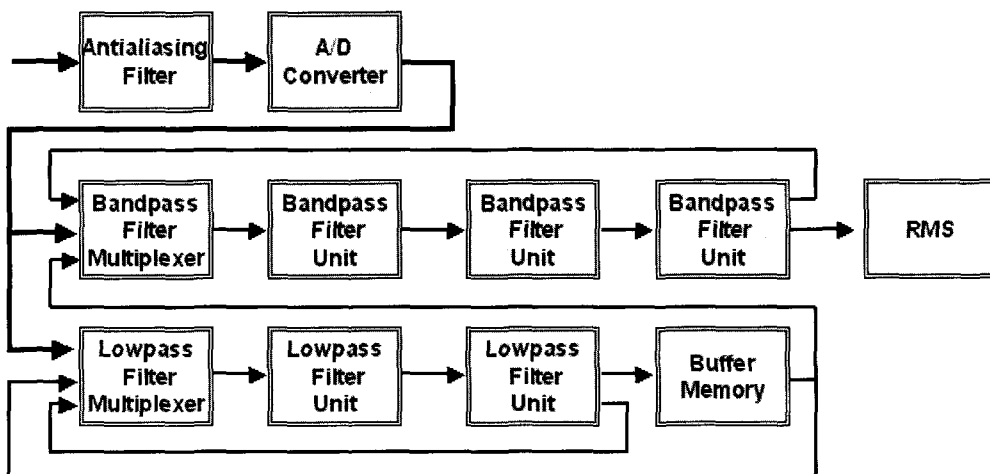 Antialiasing
Filter
A/D
Converter
Bandpass
Filter
Multiplexer
Bandpass
Filter
Unit
Bandpass
Filter
Unit
Bandpass
Filter
Unit
RMS
Lowpass
Filter
Multiplexer
Lowpass
Filter
Unit
Lowpass
Filter
Unit
Buffer
Memory